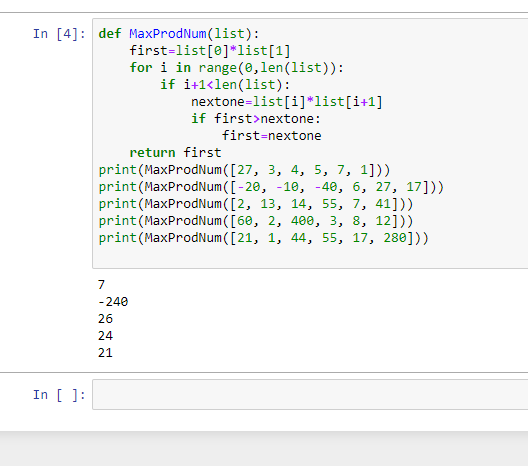 In [4]: def MaxProdNum(list):
    first=list[0]*list[1]
    for i in range(0,len(list)):
        if i+1<len(list):
            nextone=list[i]*list[i+1]
            if first>nextone:
                first=nextone
    return first
print(MaxProdNum([27, 3, 4, 5, 7, 1]))
print(MaxProdNum([-20, -10, -40, 6, 27, 17]))
print(MaxProdNum([2, 13, 14, 55, 7, 41]))
print(MaxProdNum([60, 2, 400, 3, 8, 12]))
print(MaxProdNum([21, 1, 44, 55, 17, 280]))
7
-240
26
24
21
In [ ]: